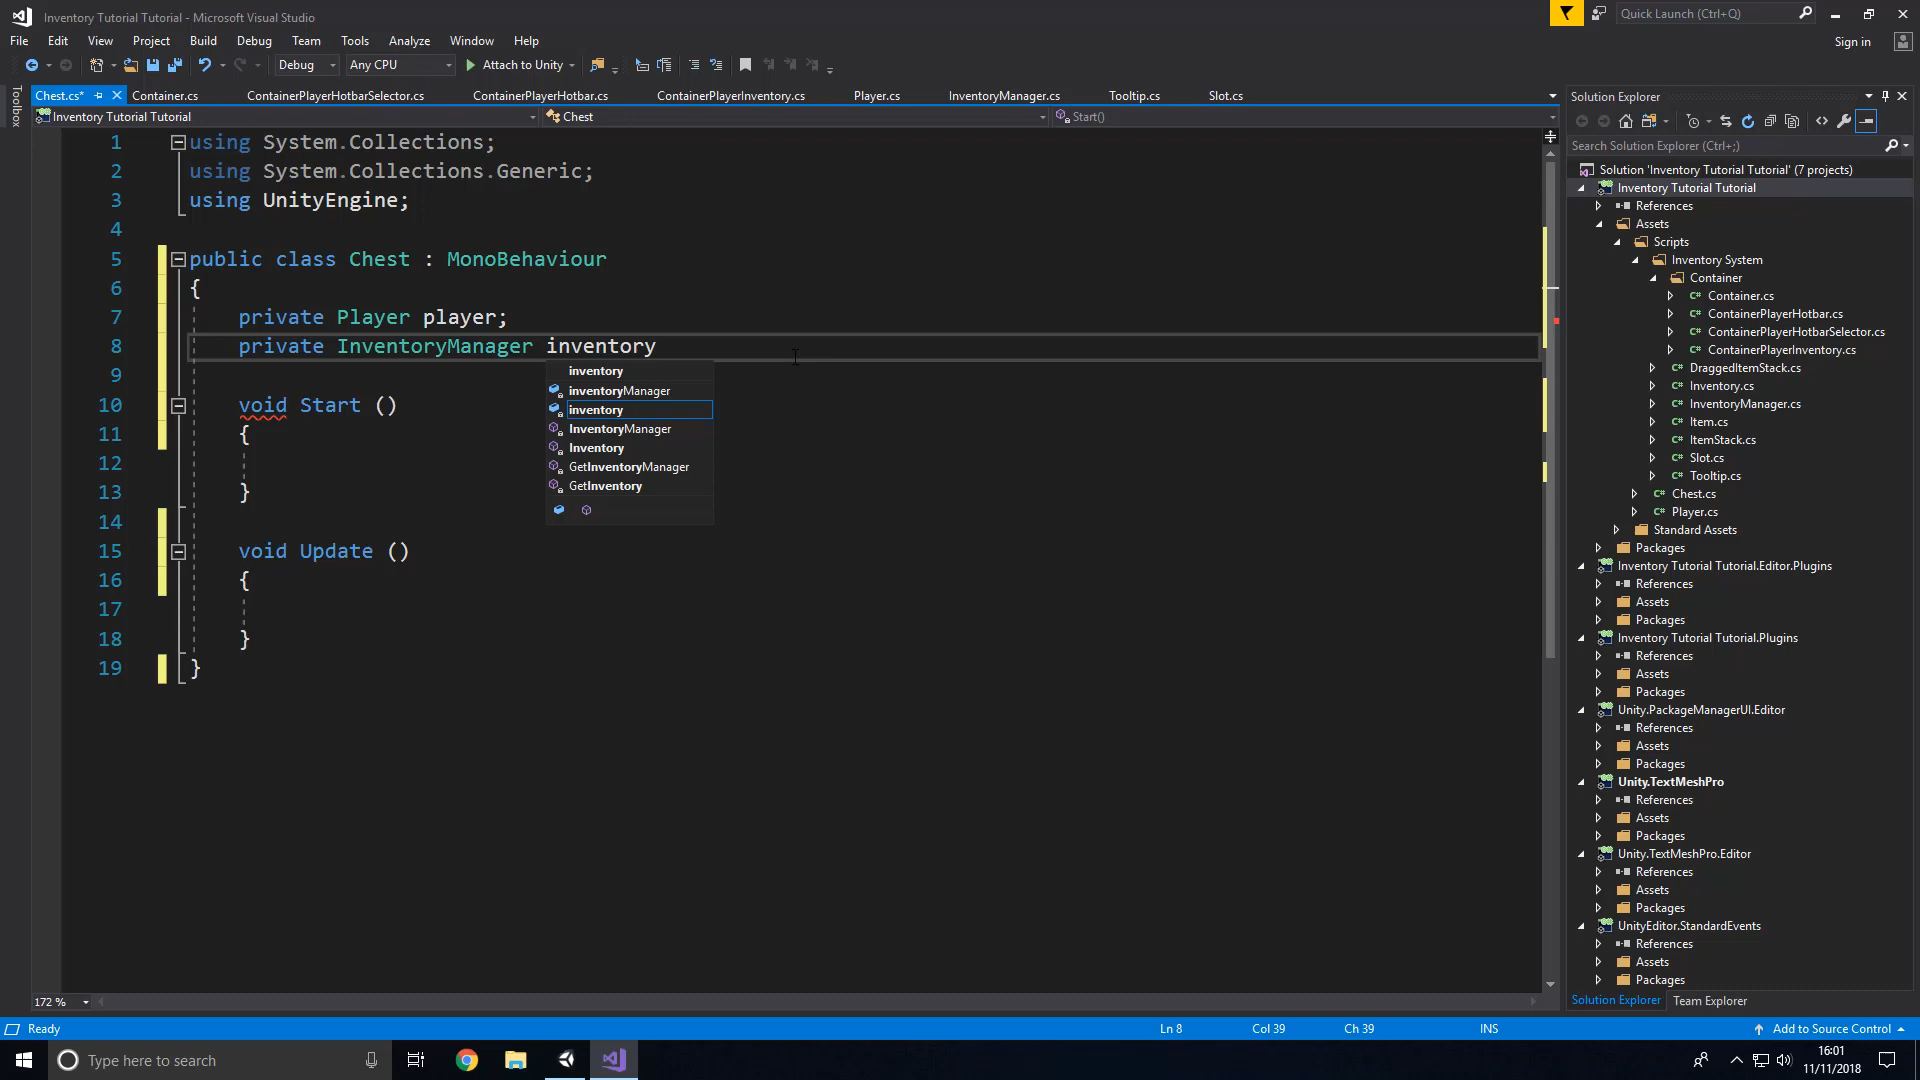 Inventory Tutorial Tutorial - Microsoft Visual Studio
Quick Launch (Ctrl+Q)
File Edit View Project Build Debug Team Tools Analyze Window Help
Sign in
Debug Any CPU Attach to Unity
Toolbox
Chest.cs* Container.cs ContainerPlayerHotbarSelector.cs ContainerPlayerHotbar.cs ContainerPlayerInventory.cs Player.cs InventoryManager.cs Tooltip.cs Slot.cs
Inventory Tutorial Tutorial Chest Start()
1 using System.Collections;
2 using System.Collections.Generic;
3 using UnityEngine;
4
5 public class Chest : MonoBehaviour
6 {
7 private Player player;
8 private InventoryManager inventory
9
10 void Start ()
11 {
12
13 }
14
15 void Update ()
16 {
17
18 }
19 }
inventory
inventoryManager
inventory
InventoryManager
Inventory
GetInventoryManager
GetInventory
172 %
Solution Explorer
Search Solution Explorer (Ctrl+;)
Solution 'Inventory Tutorial Tutorial' (7 projects)
Inventory Tutorial Tutorial
References
Assets
Scripts
Inventory System
Container
C# Container.cs
C# ContainerPlayerHotbar.cs
C# ContainerPlayerHotbarSelector.cs
C# ContainerPlayerInventory.cs
C# DraggedItemStack.cs
C# Inventory.cs
C# InventoryManager.cs
C# Item.cs
C# ItemStack.cs
C# Slot.cs
C# Tooltip.cs
C# Chest.cs
C# Player.cs
Standard Assets
Packages
Inventory Tutorial Tutorial.Editor.Plugins
References
Assets
Packages
Inventory Tutorial Tutorial.Plugins
References
Assets
Packages
Unity.PackageManagerUI.Editor
References
Assets
Packages
Unity.TextMeshPro
References
Assets
Packages
Unity.TextMeshPro.Editor
References
Assets
Packages
UnityEditor.StandardEvents
References
Assets
Packages
Solution Explorer Team Explorer
Ready Ln 8 Col 39 Ch 39 INS Add to Source Control
Type here to search
16:01
11/11/2018